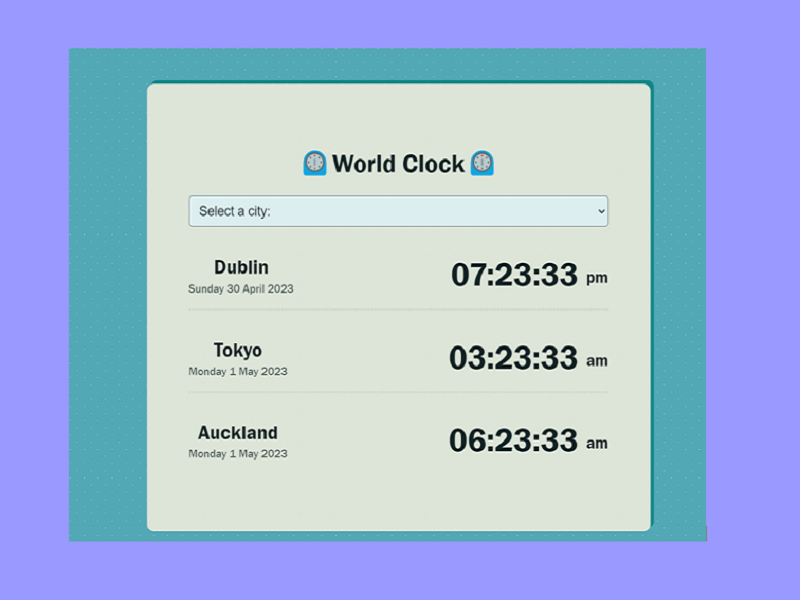 World Clock
Select a city:
Dublin
07:23:33 pm
Sunday 30 April 2023
Tokyo
03:23:33 am
Monday 1 May 2023
Auckland
06:23:33 am
Monday 1 May 2023